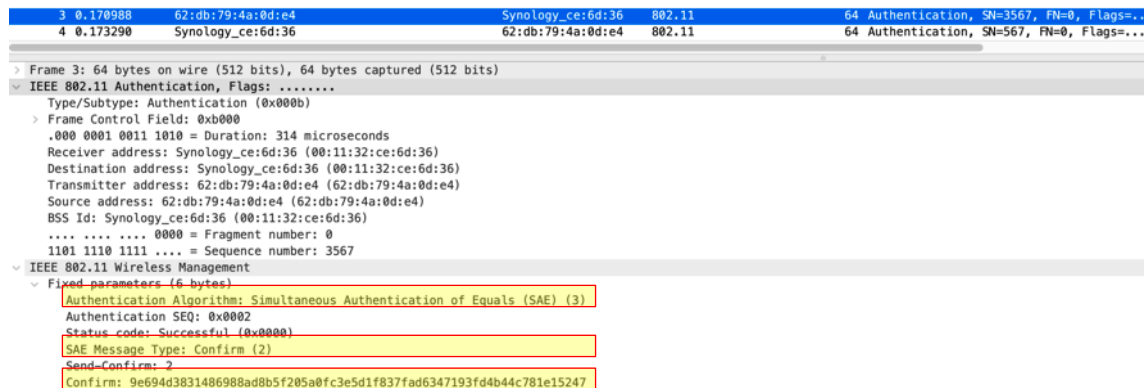 3 0.170988 62:db:79:4a:0d:e4 Synology_ce:6d:36 802.11 64 Authentication, SN=3567, FN=0, Flags=...
4 0.173290 Synology_ce:6d:36 62:db:79:4a:0d:e4 802.11 64 Authentication, SN=567, FN=0, Flags=...
Frame 3: 64 bytes on wire (512 bits), 64 bytes captured (512 bits)
IEEE 802.11 Authentication, Flags: ........
Type/Subtype: Authentication (0x000b)
Frame Control Field: 0xb000
.000 0001 0011 1010 = Duration: 314 microseconds
Receiver address: Synology_ce:6d:36 (00:11:32:ce:6d:36)
Destination address: Synology_ce:6d:36 (00:11:32:ce:6d:36)
Transmitter address: 62:db:79:4a:0d:e4 (62:db:79:4a:0d:e4)
Source address: 62:db:79:4a:0d:e4 (62:db:79:4a:0d:e4)
BSS Id: Synology_ce:6d:36 (00:11:32:ce:6d:36)
.... .... .... 0000 = Fragment number: 0
1101 1110 1111 .... = Sequence number: 3567
IEEE 802.11 Wireless Management
Fixed parameters (6 bytes)
Authentication Algorithm: Simultaneous Authentication of Equals (SAE) (3)
Authentication SEQ: 0x0002
Status code: Successful (0x0000)
SAE Message Type: Confirm (2)
Send-Confirm: 2
Confirm: 9e694d3831486988ad8b5f205a0fc3e5d1f837fad6347193fd4b44c781e15247